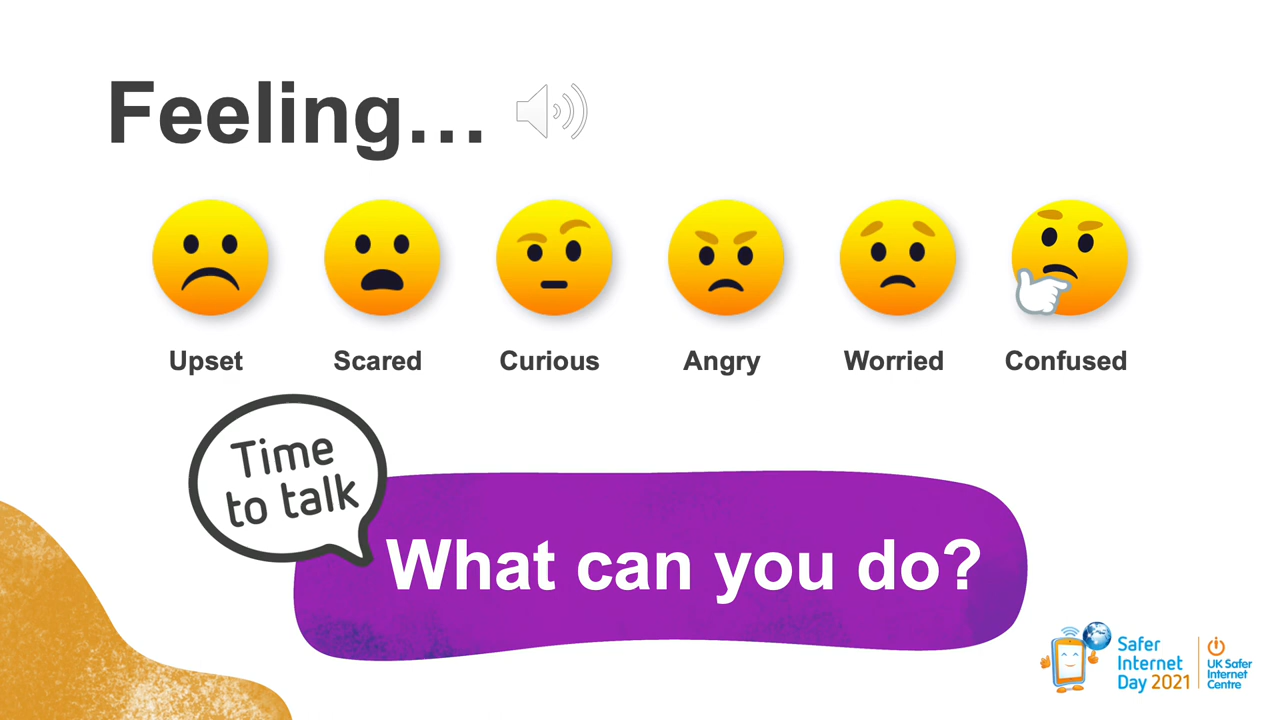 Feeling...
Upset Scared Curious Angry Worried Confused
Time
to talk
What can you do?
Safer
Internet
Day 2021
UK Safer
Internet
Centre